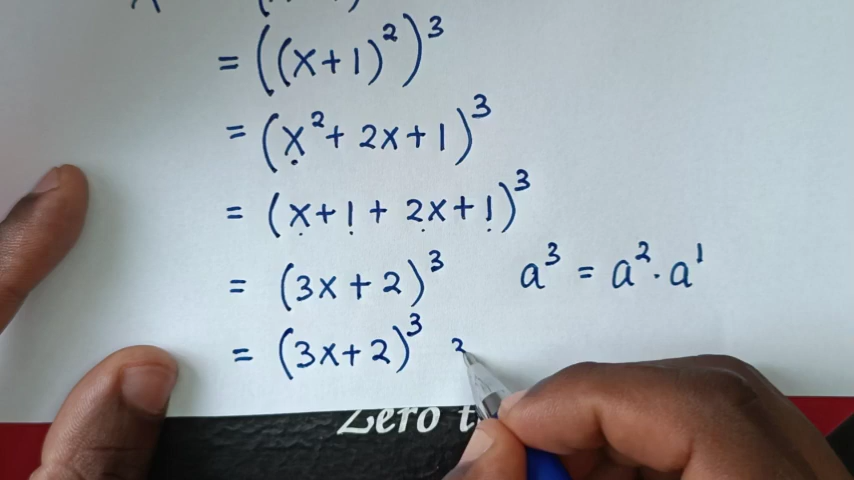 = ((x+1)²)³
= (x²+ 2x+1)³
= (x+1 + 2x+1)³
= (3x+2)³ a³ = a²·a¹
= (3x+2)³
Zero t